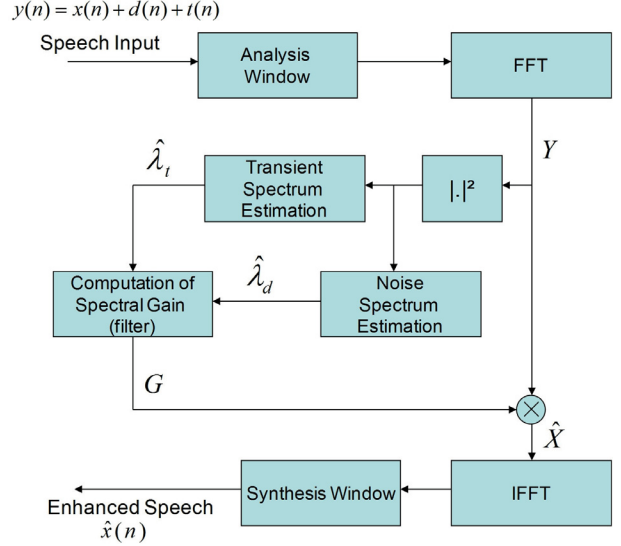 y(n) = x(n) + d(n) + t(n)
Speech Input
Analysis
Window
FFT
Y
λ̂_t
Transient
Spectrum
Estimation
|.|²
Computation of
Spectral Gain
(filter)
λ̂_d
Noise
Spectrum
Estimation
G
×
X̂
Enhanced Speech
x̂(n)
Synthesis Window
IFFT